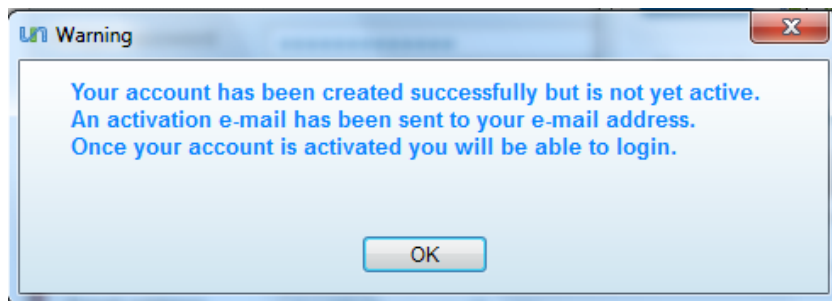 un Warning
Your account has been created successfully but is not yet active.
An activation e-mail has been sent to your e-mail address.
Once your account is activated you will be able to login.
OK